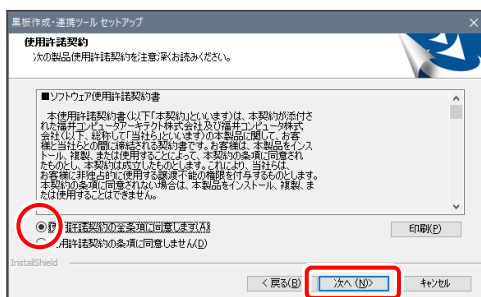 黒板作成・連携ツール セットアップ
使用許諾契約
次の製品使用許諾契約を注意深くお読みください。
■ソフトウェア使用許諾契約書
本使用許諾契約書(以下「本契約」といいます)は、本契約が添付さ
れた福井コンピュータアーキテクト株式会社及び福井コンピュータ株式
会社(以下、総称して「当社らといいます)の本製品に関して、お客
様と当社らとの間に締結される契約書です。お客様は、本製品をインス
トール、複製、または使用することによって、本契約の条項に同意され
たものとし、本契約は成立したものとします。これにより、当社らは、
お客様に非独占的に使用する譲渡不能の権限を付与するものとします。
本契約の条項に同意されない場合は、本製品をインストール、複製、ま
たは使用することはできません。
使用許諾契約の全条項に同意します(A)
使用許諾契約の条項に同意しません(D)
印刷(P)
InstallShield
< 戻る(B)
次へ (N)>
キャンセル